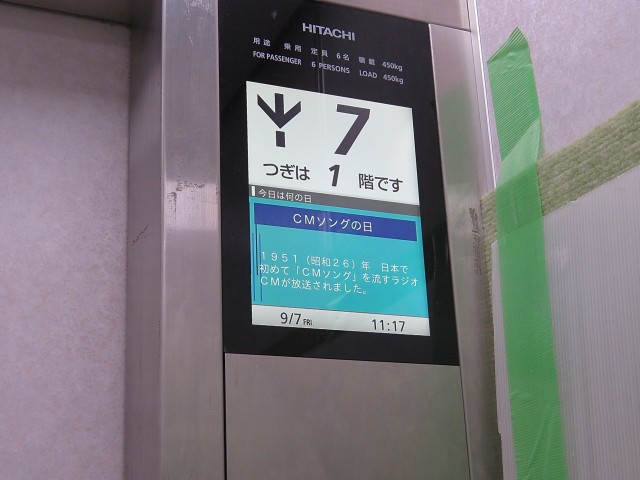 HITACHI
用途 乗用 定員 6名 積載 450kg
FOR PASSENGER 6 PERSONS LOAD 450kg
7
つぎは 1 階です
今日は何の日
CMソングの日
1951（昭和26）年 日本で
初めて「CMソング」を流すラジオ
CMが放送されました。
9/7 FRI 11:17